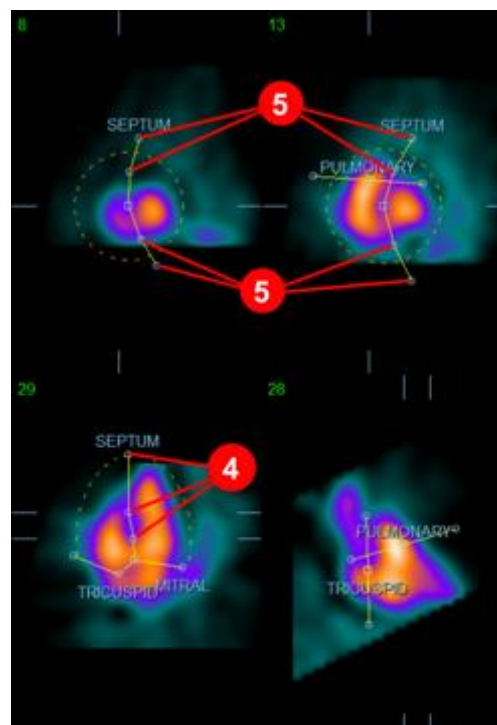 8
13
5
SEPTUM
SEPTUM
PULMONARY
5
29
28
SEPTUM
4
PULMONARY
TRICUSPID
MITRAL
TRICUSPID